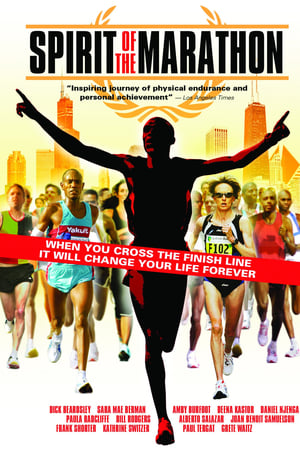 SPIRIT OF THE MARATHON
"Inspiring journey of physical endurance and
personal achievement" — Los Angeles Times
Yakult
F102
WHEN YOU CROSS THE FINISH LINE
IT WILL CHANGE YOUR LIFE FOREVER
DICK BEARDSLEY SARA MAE BERMAN AMBY BURFOOT DEENA KASTOR DANIEL NJENGA
PAULA RADCLIFFE BILL RODGERS ALBERTO SALAZAR JOAN BENOIT SAMUELSON
FRANK SHORTER KATHRINE SWITZER PAUL TERGAT GRETE WAITZ